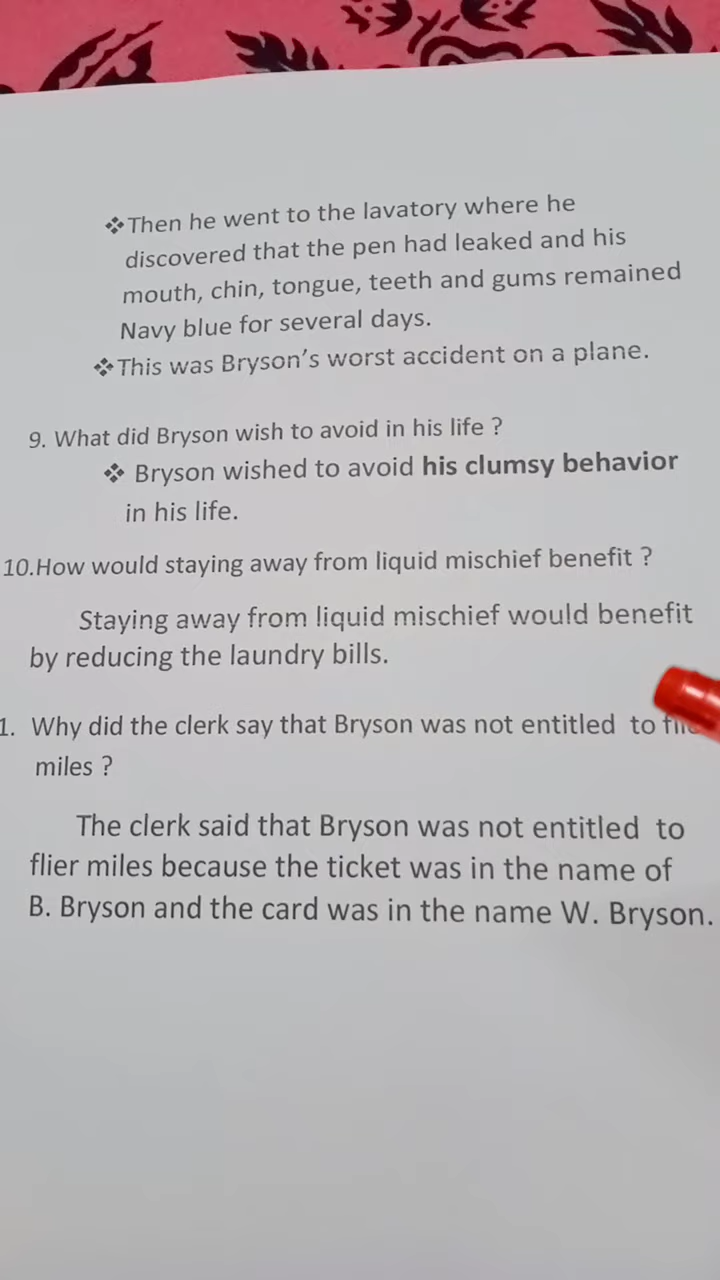 ❖Then he went to the lavatory where he
discovered that the pen had leaked and his
mouth, chin, tongue, teeth and gums remained
Navy blue for several days.
❖This was Bryson's worst accident on a plane.
9. What did Bryson wish to avoid in his life ?
❖ Bryson wished to avoid his clumsy behavior
in his life.
10.How would staying away from liquid mischief benefit ?
Staying away from liquid mischief would benefit
by reducing the laundry bills.
1. Why did the clerk say that Bryson was not entitled to
miles ?
The clerk said that Bryson was not entitled to
flier miles because the ticket was in the name of
B. Bryson and the card was in the name W. Bryson.